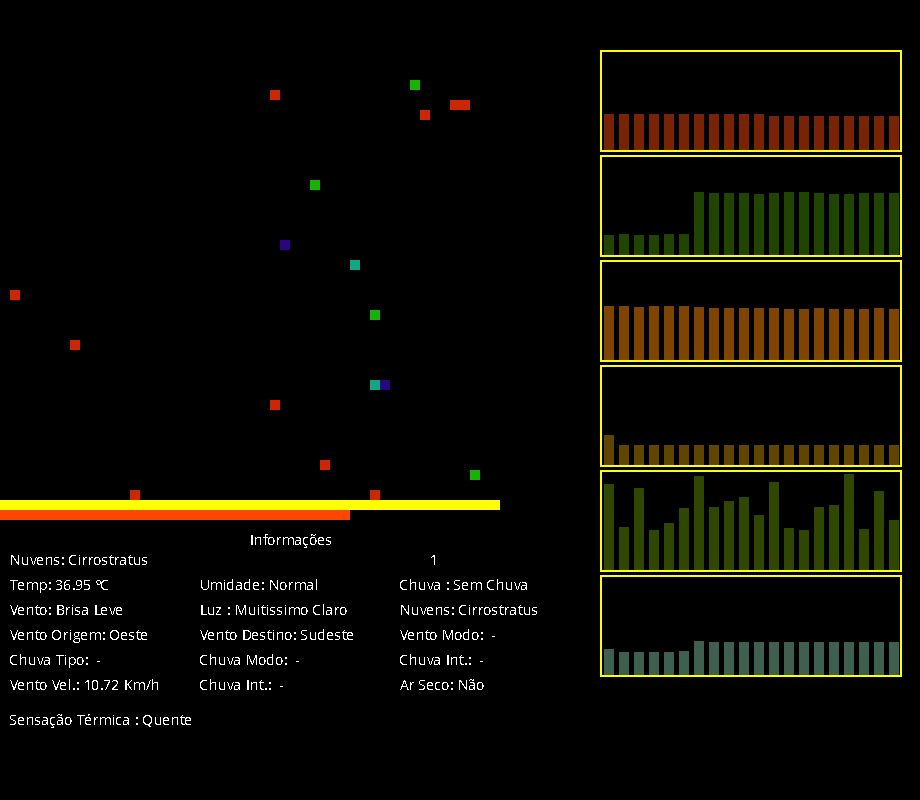 Informações
Nuvens: Cirrostratus 1
Temp: 36.95 ºC Umidade: Normal Chuva : Sem Chuva
Vento: Brisa Leve Luz : Muitissimo Claro Nuvens: Cirrostratus
Vento Origem: Oeste Vento Destino: Sudeste Vento Modo: -
Chuva Tipo: - Chuva Modo: - Chuva Int.: -
Vento Vel.: 10.72 Km/h Chuva Int.: - Ar Seco: Não
Sensação Térmica : Quente